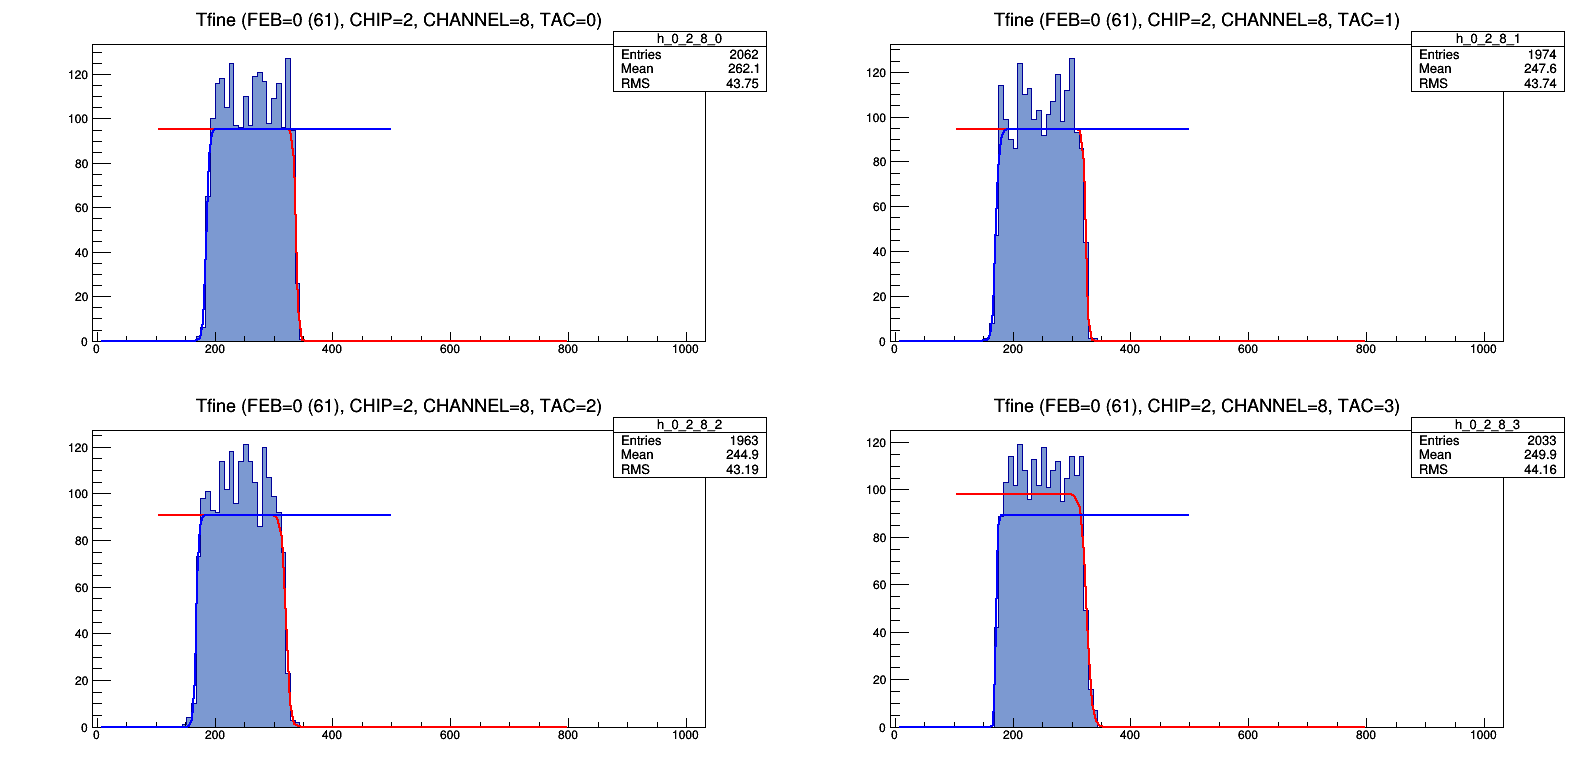 Tfine (FEB=0 (61), CHIP=2, CHANNEL=8, TAC=0)
h_0_2_8_0
Entries 2062
Mean 262.1
RMS 43.75
120
100
80
60
40
20
0
0 200 400 600 800 1000
Tfine (FEB=0 (61), CHIP=2, CHANNEL=8, TAC=1)
h_0_2_8_1
Entries 1974
Mean 247.6
RMS 43.74
120
100
80
60
40
20
0
0 200 400 600 800 1000
Tfine (FEB=0 (61), CHIP=2, CHANNEL=8, TAC=2)
h_0_2_8_2
Entries 1963
Mean 244.9
RMS 43.19
120
100
80
60
40
20
0
0 200 400 600 800 1000
Tfine (FEB=0 (61), CHIP=2, CHANNEL=8, TAC=3)
h_0_2_8_3
Entries 2033
Mean 249.9
RMS 44.16
120
100
80
60
40
20
0
0 200 400 600 800 1000